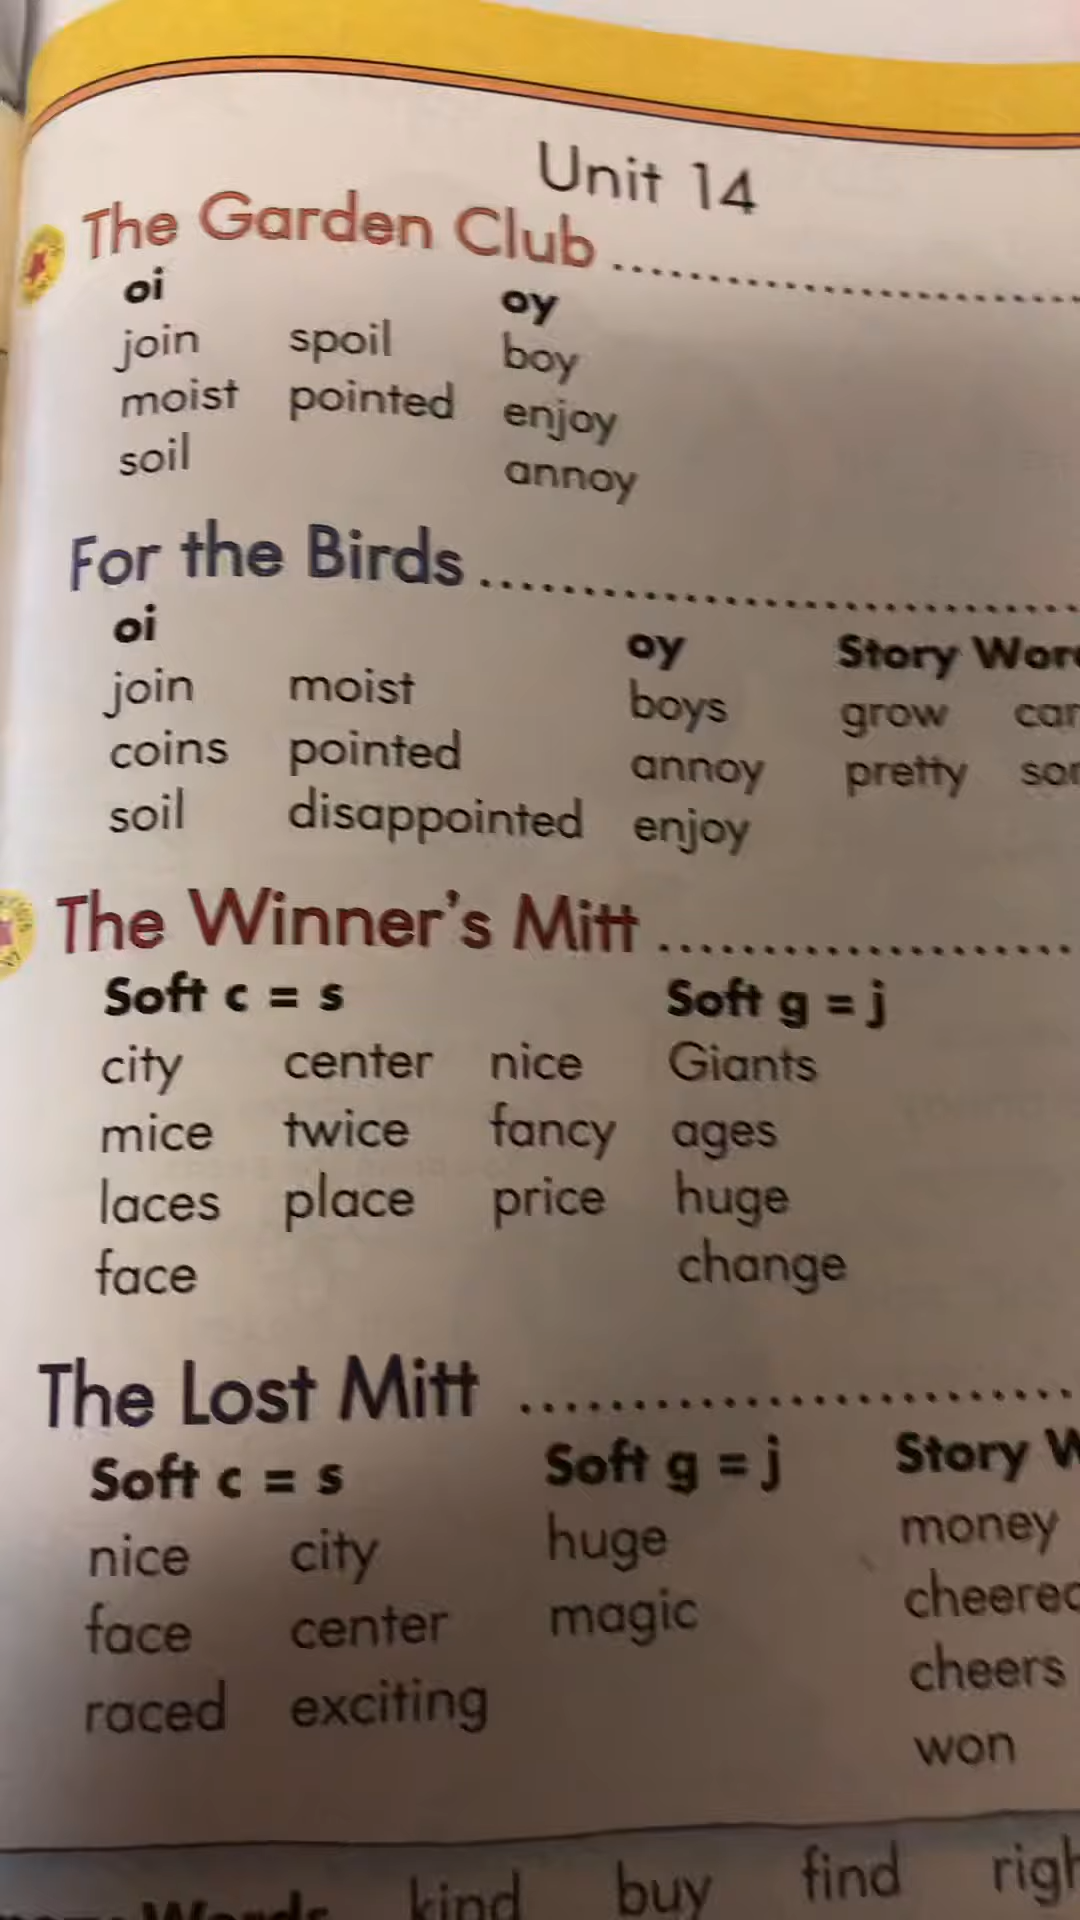 Unit 14
The Garden Club
oi oy
join spoil boy
moist pointed enjoy
soil annoy
For the Birds
oi oy Story
join moist boys grow
coins pointed annoy pretty
soil disappointed enjoy
The Winner's Mitt
Soft c = s Soft g = j
city center nice Giants
mice twice fancy ages
laces place price huge
face change
The Lost Mitt
Soft c = s Soft g = j Story
nice city huge money
face center magic
raced exciting cheers
won
Words kind buy find